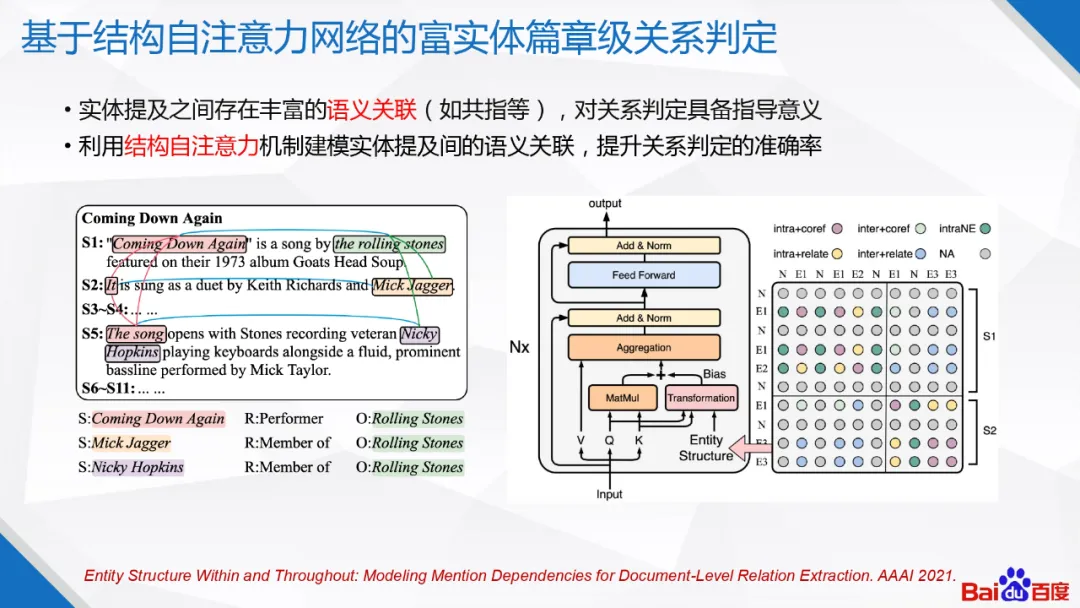 基于结构自注意力网络的富实体篇章级关系判定
• 实体提及之间存在丰富的语义关联（如共指等），对关系判定具备指导意义
• 利用结构自注意力机制建模实体提及间的语义关联，提升关系判定的准确率
Coming Down Again
S1: "Coming Down Again" is a song by the rolling stones
featured on their 1973 album Goats Head Soup.
S2: It is sung as a duet by Keith Richards and Mick Jagger.
S3~S4: ... ...
S5: The song opens with Stones recording veteran Nicky
Hopkins playing keyboards alongside a fluid, prominent
bassline performed by Mick Taylor.
S6~S11: ... ...
S:Coming Down Again R:Performer O:Rolling Stones
S:Mick Jagger R:Member of O:Rolling Stones
S:Nicky Hopkins R:Member of O:Rolling Stones
output
Add & Norm
Feed Forward
Add & Norm
Nx
Aggregation
+
Bias
MatMul
Transformation
V Q K
Entity
Structure
Input
intra+coref inter+coref intraNE
intra+relate inter+relate NA
N E1 N E1 E2 N E1 N E3 E3
N
E1
N
E1
E2
N
E1
N
E3
E3
S1
S2
Entity Structure Within and Throughout: Modeling Mention Dependencies for Document-Level Relation Extraction. AAAI 2021.
Bai du 百度